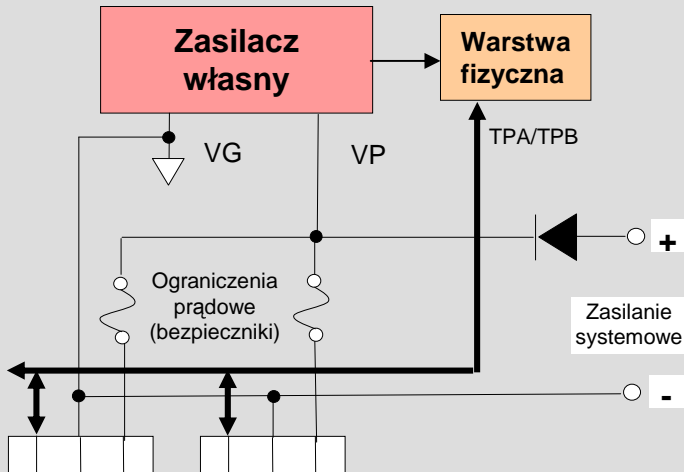 Zasilacz
własny
Warstwa
fizyczna
TPA/TPB
VG
VP
+
Ograniczenia
prądowe
(bezpieczniki)
Zasilanie
systemowe
-